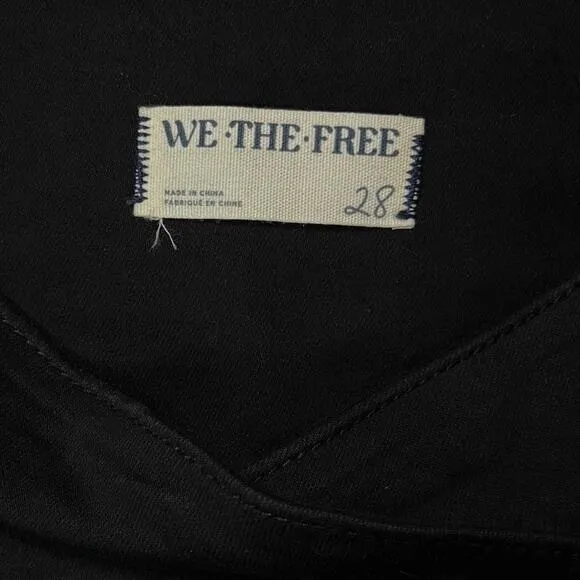 WE·THE·FREE
MADE IN CHINA
FABRIQUÉ EN CHINE
28